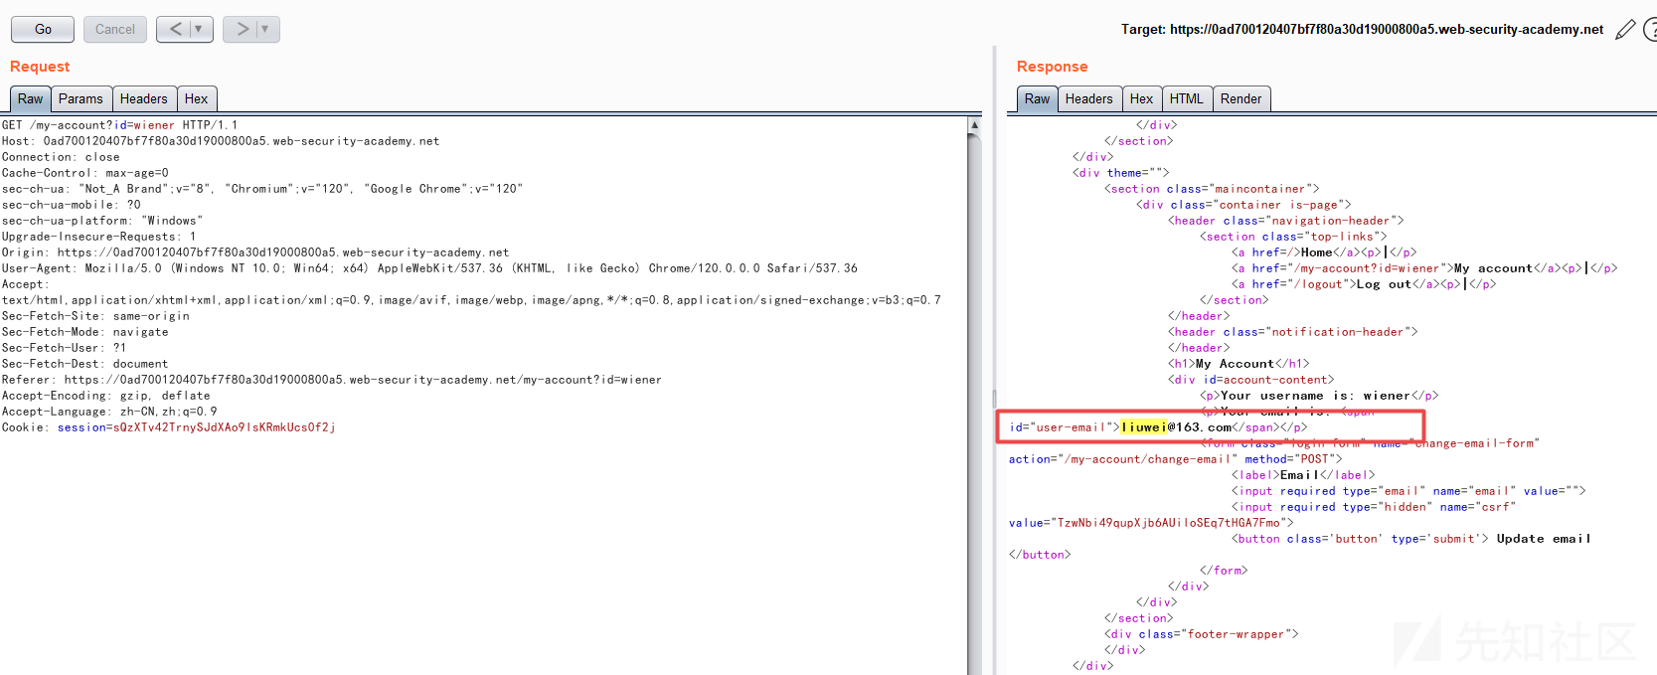 Go
Cancel
<
>
Target: https://0ad700120407bf7f80a30d19000800a5.web-security-academy.net
?
Request
Raw
Params
Headers
Hex
GET /my-account?id=wiener HTTP/1.1
Host: 0ad700120407bf7f80a30d19000800a5.web-security-academy.net
Connection: close
Cache-Control: max-age=0
sec-ch-ua: "Not_A Brand";v="8", "Chromium";v="120", "Google Chrome";v="120"
sec-ch-ua-mobile: ?0
sec-ch-ua-platform: "Windows"
Upgrade-Insecure-Requests: 1
Origin: https://0ad700120407bf7f80a30d19000800a5.web-security-academy.net
User-Agent: Mozilla/5.0 (Windows NT 10.0; Win64; x64) AppleWebKit/537.36 (KHTML, like Gecko) Chrome/120.0.0.0 Safari/537.36
Accept:
text/html,application/xhtml+xml,application/xml;q=0.9,image/avif,image/webp,image/apng,*/*;q=0.8,application/signed-exchange;v=b3;q=0.7
Sec-Fetch-Site: same-origin
Sec-Fetch-Mode: navigate
Sec-Fetch-User: ?1
Sec-Fetch-Dest: document
Referer: https://0ad700120407bf7f80a30d19000800a5.web-security-academy.net/my-account?id=wiener
Accept-Encoding: gzip, deflate
Accept-Language: zh-CN,zh;q=0.9
Cookie: session=sQzXTv42TrnySJdXAo9lsKRmkUcsOf2j
Response
Raw
Headers
Hex
HTML
Render
</div>
</section>
</div>
<div theme="">
<section class="maincontainer">
<div class="container is-page">
<header class="navigation-header">
<section class="top-links">
<a href=/>Home</a><p>|</p>
<a href="/my-account?id=wiener">My account</a><p>|</p>
<a href="/logout">Log out</a><p>|</p>
</section>
</header>
<header class="notification-header">
</header>
<h1>My Account</h1>
<div id=account-content>
<p>Your username is: wiener</p>
<p>Your email is: <span
id="user-email">liuwei@163.com</span></p>
<form class="login-form" name="change-email-form"
action="/my-account/change-email" method="POST">
<label>Email</label>
<input required type="email" name="email" value="">
<input required type="hidden" name="csrf"
value="TzwNbi49qupXjb6AUiloSEq7tHGA7Fmo">
<button class='button' type='submit'> Update email
</button>
</form>
</div>
</div>
</section>
<div class="footer-wrapper">
</div>
</div>
先知社区